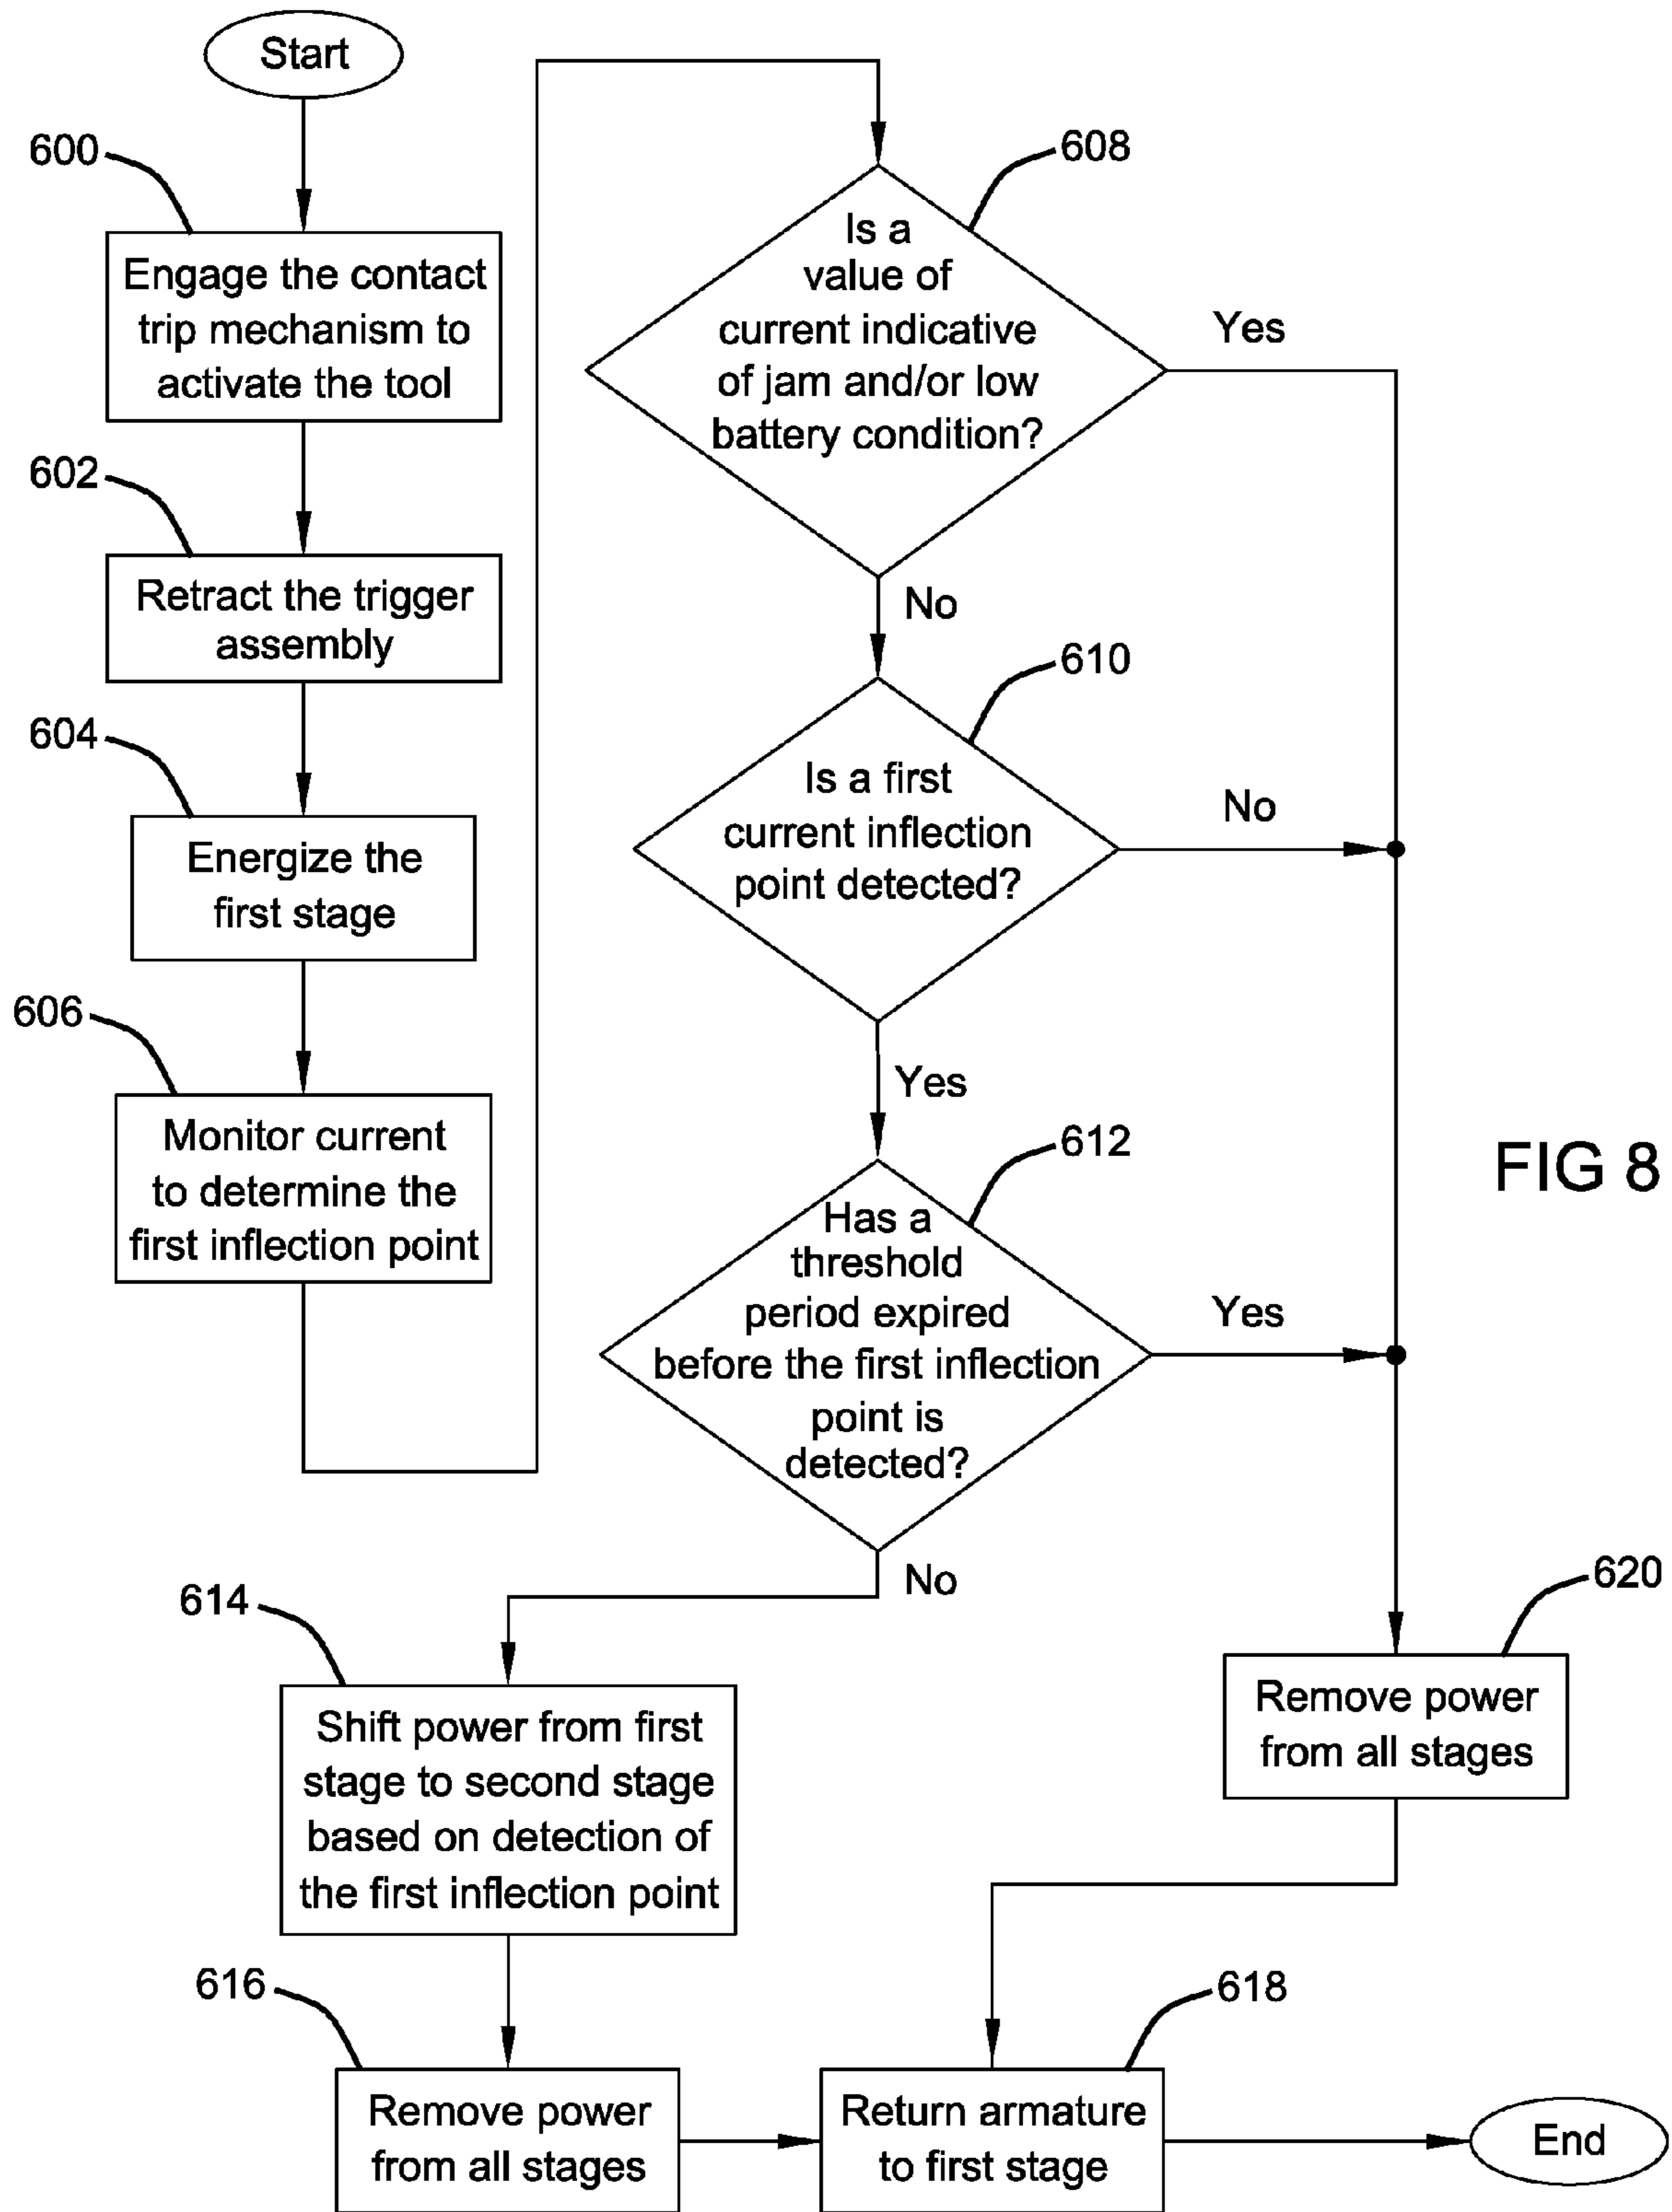 Start
600
Engage the contact
trip mechanism to
activate the tool
602
Retract the trigger
assembly
604
Energize the
first stage
606
Monitor current
to determine the
first inflection point
608
Is a
value of
current indicative
of jam and/or low
battery condition?
Yes
No
610
Is a first
current inflection
point detected?
No
Yes
612
Has a
threshold
period expired
before the first inflection
point is
detected?
Yes
No
FIG 8
614
Shift power from first
stage to second stage
based on detection of
the first inflection point
620
Remove power
from all stages
616
Remove power
from all stages
618
Return armature
to first stage
End